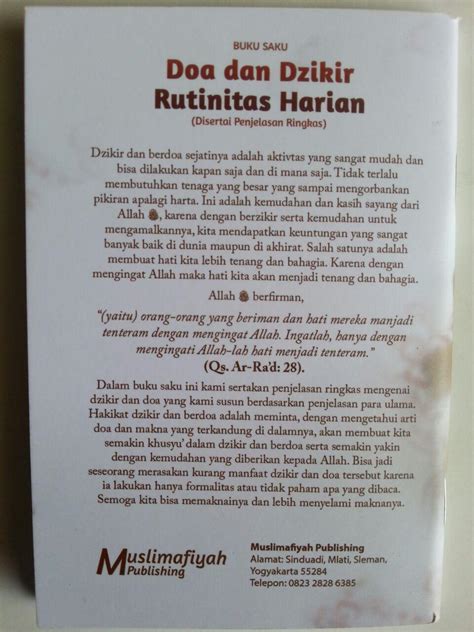 BUKU SAKU
Doa dan Dzikir
Rutinitas Harian
(Disertai Penjelasan Ringkas)
Dzikir dan berdoa sejatinya adalah aktivtas yang sangat mudah dan
bisa dilakukan kapan saja dan di mana saja. Tidak terlalu
membutuhkan tenaga yang besar yang sampai mengorbankan
pikiran apalagi harta. Ini adalah kemudahan dan kasih sayang dari
Allah ﷻ, karena dengan berzikir serta kemudahan untuk
mengamalkannya, kita mendapatkan keuntungan yang sangat
banyak baik di dunia maupun di akhirat. Salah satunya adalah
membuat hati kita lebih tenang dan bahagia. Karena dengan
mengingat Allah maka hati kita akan menjadi tenang dan bahagia.
Allah ﷻ berfirman,
“(yaitu) orang-orang yang beriman dan hati mereka manjadi
tenteram dengan mengingat Allah. Ingatlah, hanya dengan
mengingati Allah-lah hati menjadi tenteram.”
(Qs. Ar-Ra’d: 28).
Dalam buku saku ini kami sertakan penjelasan ringkas mengenai
dzikir dan doa yang kami susun berdasarkan penjelasan para ulama.
Hakikat dzikir dan berdoa adalah meminta, dengan mengetahui arti
doa dan makna yang terkandung di dalamnya, akan membuat kita
semakin khusyu’ dalam dzikir dan berdoa serta semakin yakin
dengan kemudahan yang diberikan kepada Allah. Bisa jadi
seseorang merasakan kurang manfaat dzikir dan doa tersebut karena
ia lakukan hanya formalitas atau tidak paham apa yang dibaca.
Semoga kita bisa memaknainya dan lebih menyelami maknanya.
Muslimafiyah
Publishing
Muslimafiyah Publishing
Alamat: Sinduadi, Mlati, Sleman,
Yogyakarta 55284
Telepon: 0823 2828 6385